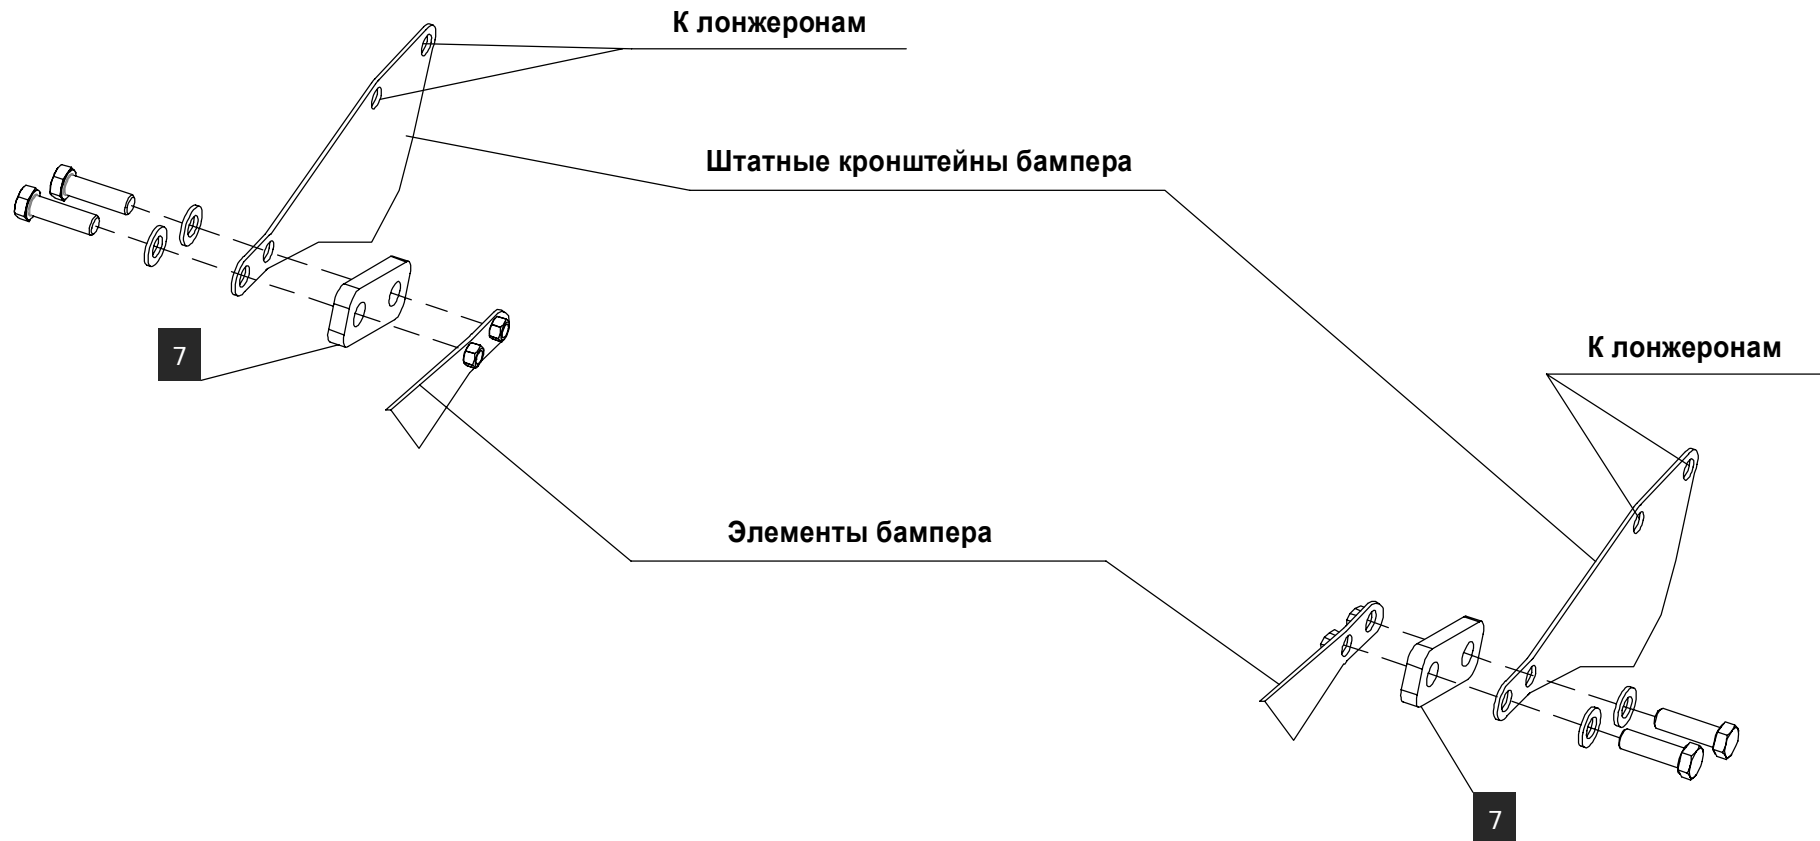 К лонжеронам
Штатные кронштейны бампера
7
К лонжеронам
Элементы бампера
7